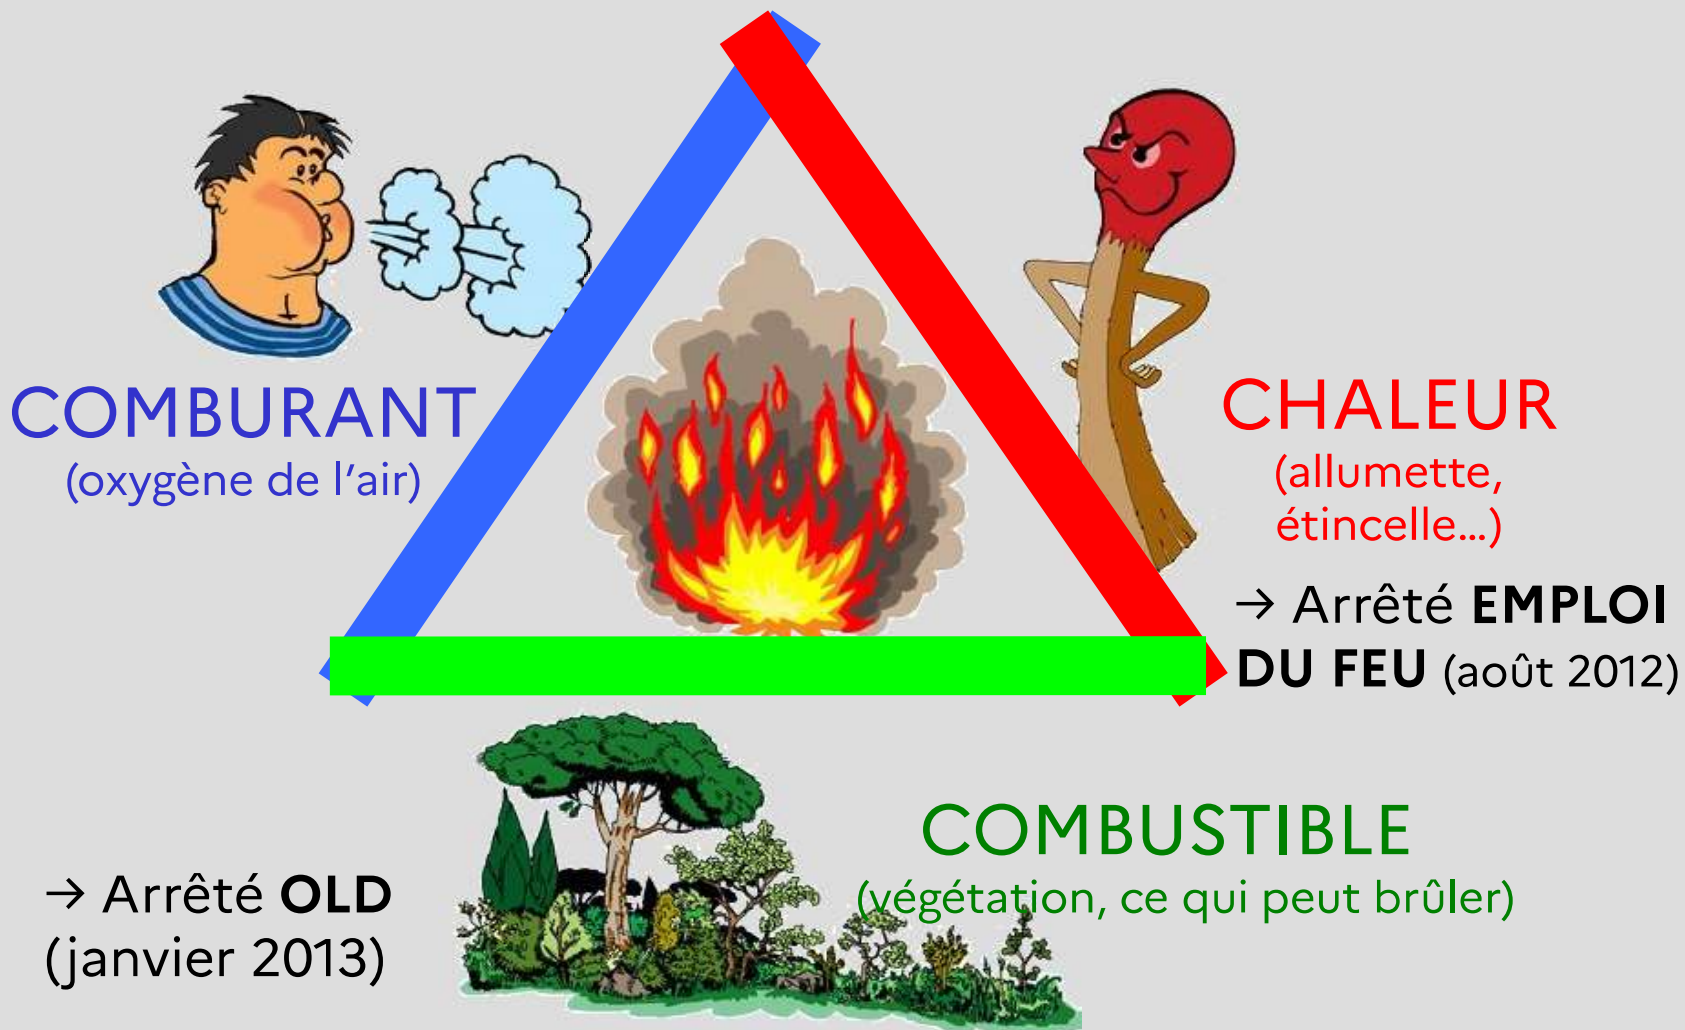 COMBURANT
(oxygène de l'air)
CHALEUR
(allumette,
étincelle...)
→ Arrêté EMPLOI
DU FEU (août 2012)
COMBUSTIBLE
(végétation, ce qui peut brûler)
→ Arrêté OLD
(janvier 2013)